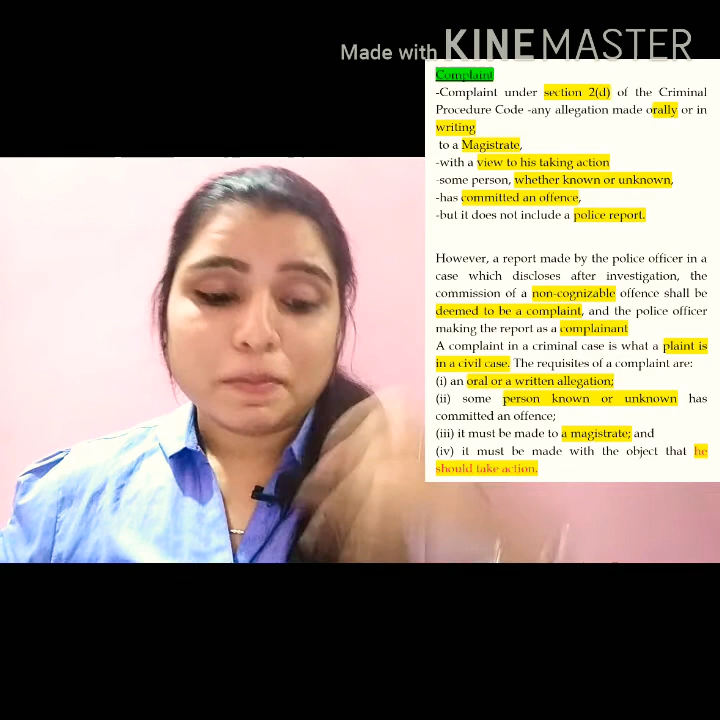 Made with KINEMASTER
Complaint
-Complaint under section 2(d) of the Criminal
Procedure Code -any allegation made orally or in
writing
to a Magistrate,
-with a view to his taking action
-some person, whether known or unknown,
-has committed an offence,
-but it does not include a police report.
However, a report made by the police officer in a
case which discloses after investigation, the
commission of a non-cognizable offence shall be
deemed to be a complaint, and the police officer
making the report as a complainant
A complaint in a criminal case is what a plaint is
in a civil case. The requisites of a complaint are:
(i) an oral or a written allegation;
(ii) some person known or unknown has
committed an offence;
(iii) it must be made to a magistrate; and
(iv) it must be made with the object that he
should take action.